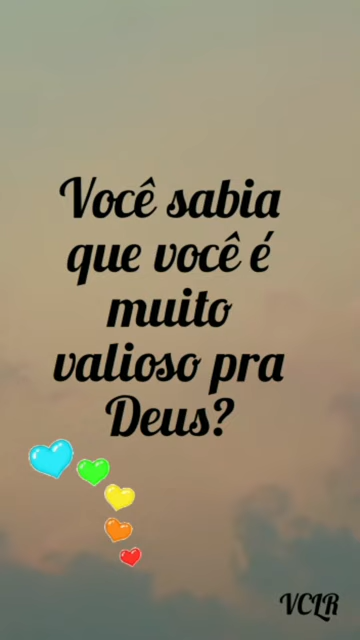 Você sabia
que você é
muito
valioso pra
Deus?
VCLR